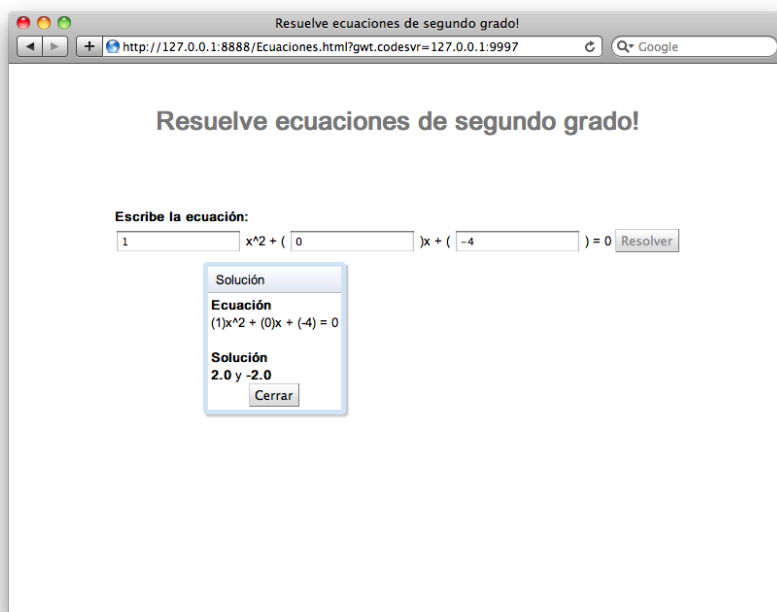 Resuelve ecuaciones de segundo grado!
http://127.0.0.1:8888/Ecuaciones.html?gwt.codesvr=127.0.0.1:9997 Google
Resuelve ecuaciones de segundo grado!
Escribe la ecuación:
1 x^2 + ( 0 )x + ( -4 ) = 0 Resolver
Solución
Ecuación
(1)x^2 + (0)x + (-4) = 0
Solución
2.0 y -2.0
Cerrar